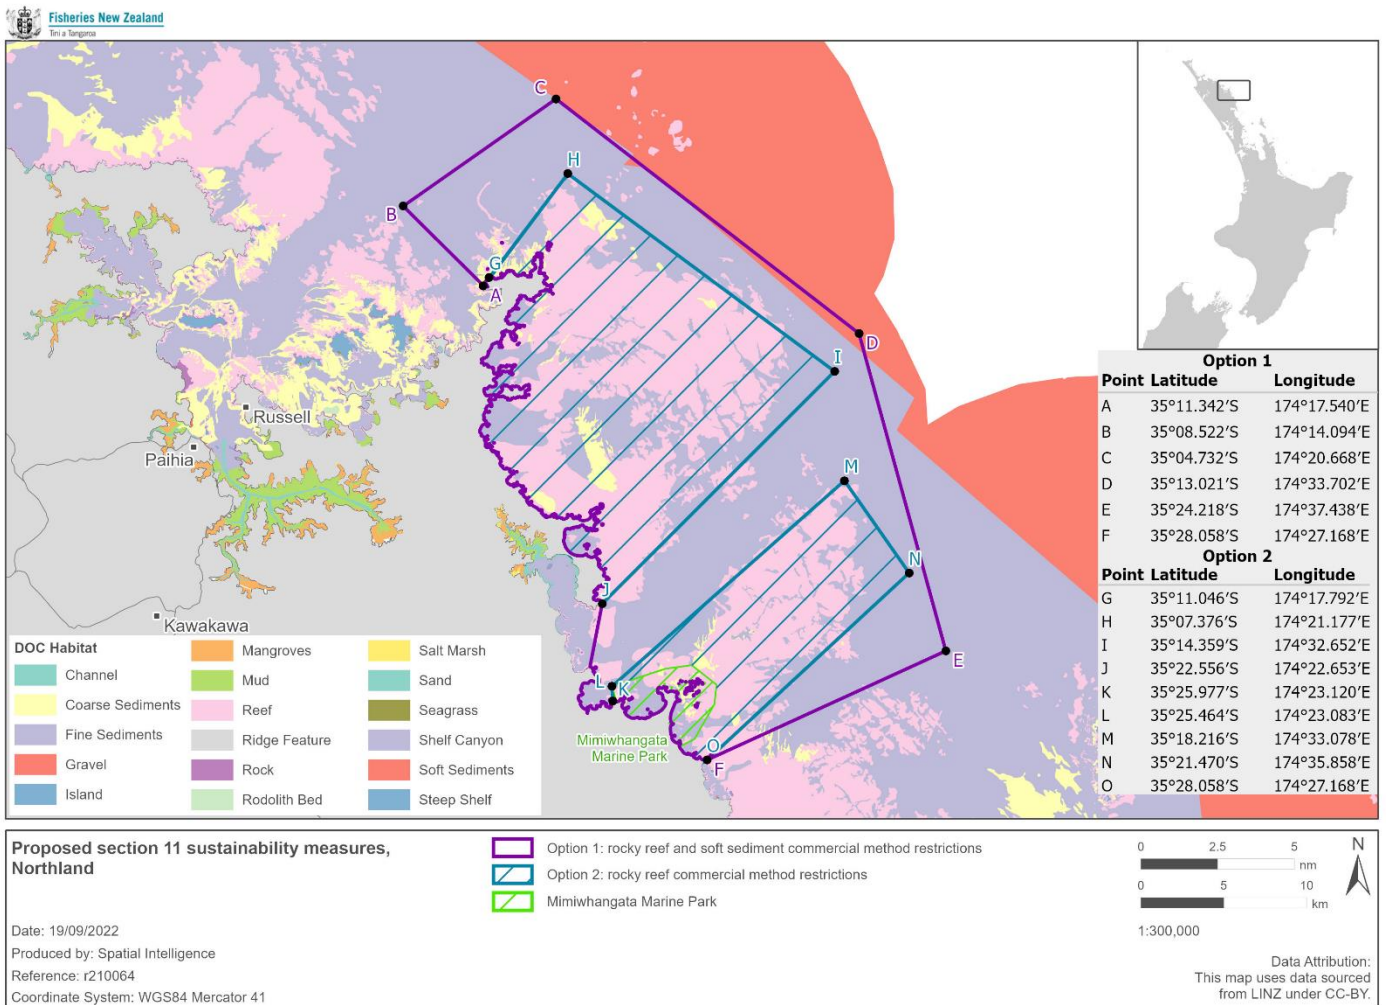 Fisheries New Zealand
Tini a Tangaroa
C
H
B
G
A
D
I
M
N
J
E
L
K
O
F
Russell
Paihia
Kawakawa
Mimiwhangata
Marine Park
Option 1
Point Latitude Longitude
A 35°11.342'S 174°17.540'E
B 35°08.522'S 174°14.094'E
C 35°04.732'S 174°20.668'E
D 35°13.021'S 174°33.702'E
E 35°24.218'S 174°37.438'E
F 35°28.058'S 174°27.168'E
Option 2
Point Latitude Longitude
G 35°11.046'S 174°17.792'E
H 35°07.376'S 174°21.177'E
I 35°14.359'S 174°32.652'E
J 35°22.556'S 174°22.653'E
K 35°25.977'S 174°23.120'E
L 35°25.464'S 174°23.083'E
M 35°18.216'S 174°33.078'E
N 35°21.470'S 174°35.858'E
O 35°28.058'S 174°27.168'E
DOC Habitat
Channel
Coarse Sediments
Fine Sediments
Gravel
Island
Mangroves
Mud
Reef
Ridge Feature
Rock
Rodolith Bed
Salt Marsh
Sand
Seagrass
Shelf Canyon
Soft Sediments
Steep Shelf
Proposed section 11 sustainability measures,
Northland
Date: 19/09/2022
Produced by: Spatial Intelligence
Reference: r210064
Coordinate System: WGS84 Mercator 41
Option 1: rocky reef and soft sediment commercial method restrictions
Option 2: rocky reef commercial method restrictions
Mimiwhangata Marine Park
0 2.5 5
nm
0 5 10
km
N
1:300,000
Data Attribution:
This map uses data sourced
from LINZ under CC-BY.